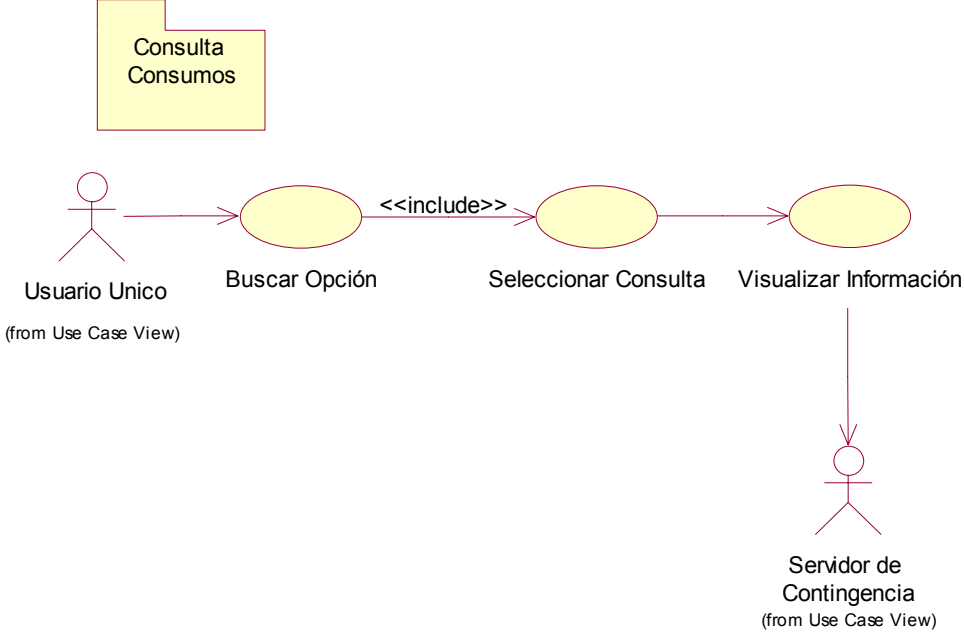 Consulta
Consumos
<<include>>
Buscar Opción
Seleccionar Consulta
Visualizar Información
Usuario Unico
(from Use Case View)
Servidor de
Contingencia
(from Use Case View)